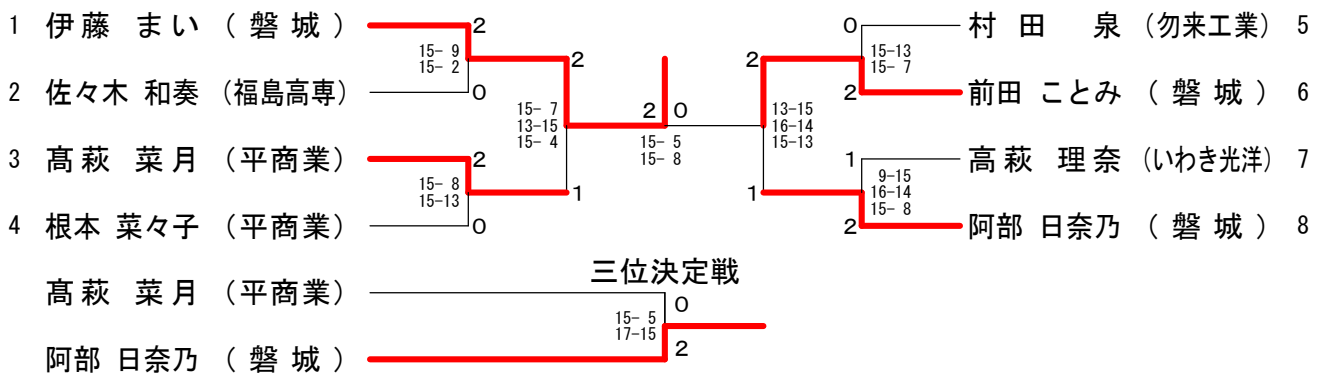 1 伊藤 まい ( 磐 城 ) 2 0 村 田 泉 (勿来工業) 5
15- 9 2 2 15-13
15- 2 15- 7
2 佐々木 和奏 (福島高専) 0 2 前田 ことみ ( 磐 城 ) 6
15- 7 2 0 13-15
13-15 16-14
15- 4 15- 5 15-13
15- 8
3 髙萩 菜月 (平商業) 2 1 高萩 理奈 (いわき光洋) 7
15- 8 9-15
15-13 1 1 16-14
15- 8
4 根本 菜々子 (平商業) 0 2 阿部 日奈乃 ( 磐 城 ) 8
三位決定戦
髙萩 菜月 (平商業) 0
15- 5
17-15
阿部 日奈乃 ( 磐 城 ) 2